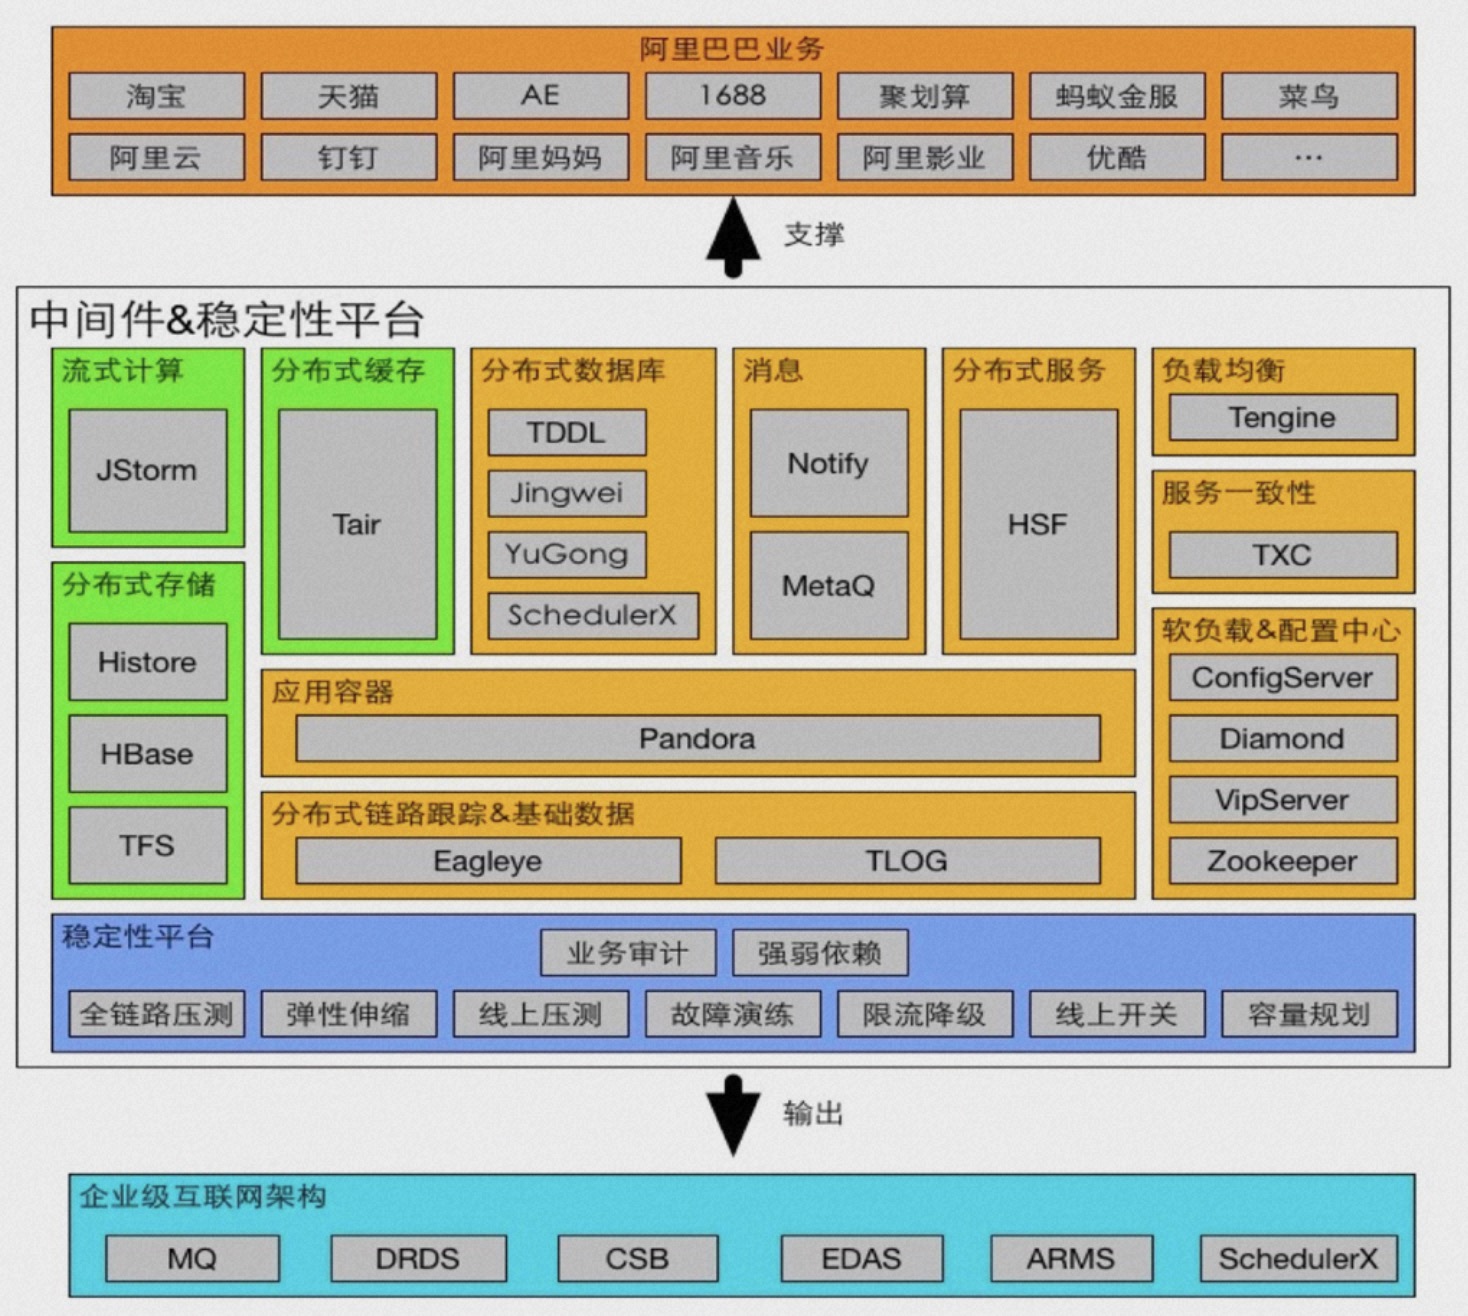 阿里巴巴业务
淘宝
天猫
AE
1688
聚划算
蚂蚁金服
菜鸟
阿里云
钉钉
阿里妈妈
阿里音乐
阿里影业
优酷
…
支撑
中间件&稳定性平台
流式计算
JStorm
分布式存储
Histore
HBase
TFS
分布式缓存
Tair
分布式数据库
TDDL
Jingwei
YuGong
SchedulerX
消息
Notify
MetaQ
分布式服务
HSF
负载均衡
Tengine
服务一致性
TXC
软负载&配置中心
ConfigServer
Diamond
VipServer
Zookeeper
应用容器
Pandora
分布式链路跟踪&基础数据
Eagleye
TLOG
稳定性平台
业务审计
强弱依赖
全链路压测
弹性伸缩
线上压测
故障演练
限流降级
线上开关
容量规划
输出
企业级互联网架构
MQ
DRDS
CSB
EDAS
ARMS
SchedulerX